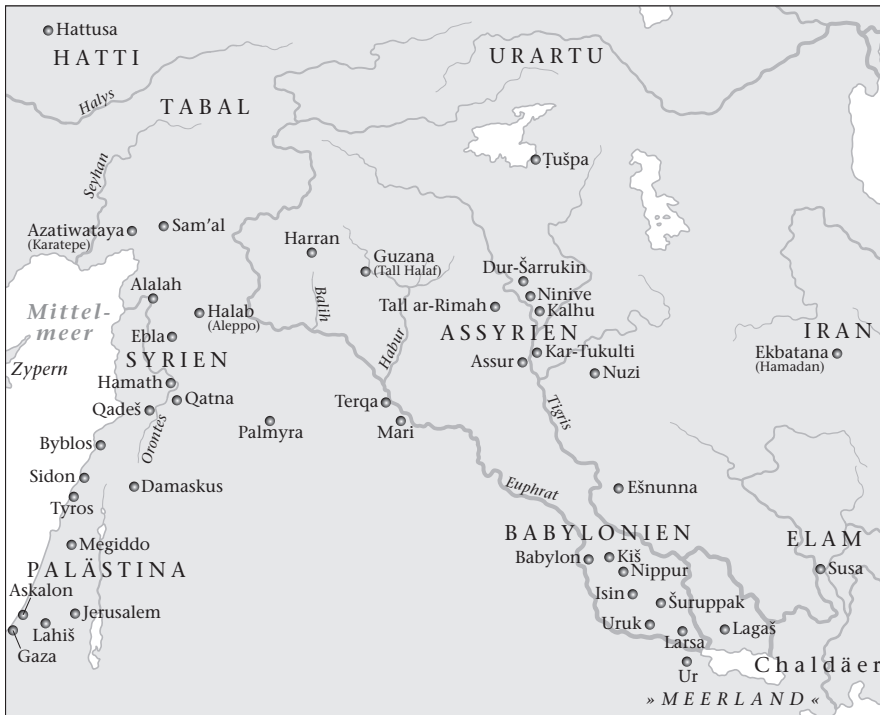 Hattusa
HATTI
URARTU
Halys
TABAL
Ṭušpa
Seyhan
Azatiwataya
(Karatepe)
Sam'al
Harran
Guzana
(Tall Halaf)
Dur-Šarrukin
Alalah
Balih
Ninive
Mittel-
meer
Halab
(Aleppo)
Tall ar-Rimah
Kalhu
Ebla
Habur
ASSYRIEN
IRAN
SYRIEN
Kar-Tukulti
Ekbatana
(Hamadan)
Zypern
Assur
Nuzi
Hamath
Qatna
Terqa
Qadeš
Tigris
Palmyra
Mari
Orontes
Byblos
Sidon
Damaskus
Euphrat
Ešnunna
Tyros
BABYLONIEN
ELAM
Megiddo
Babylon
Kiš
PALÄSTINA
Nippur
Susa
Askalon
Isin
Šuruppak
Jerusalem
Lahiš
Uruk
Larsa
Lagaš
Gaza
Ur
Chaldäer
»MEERLAND«